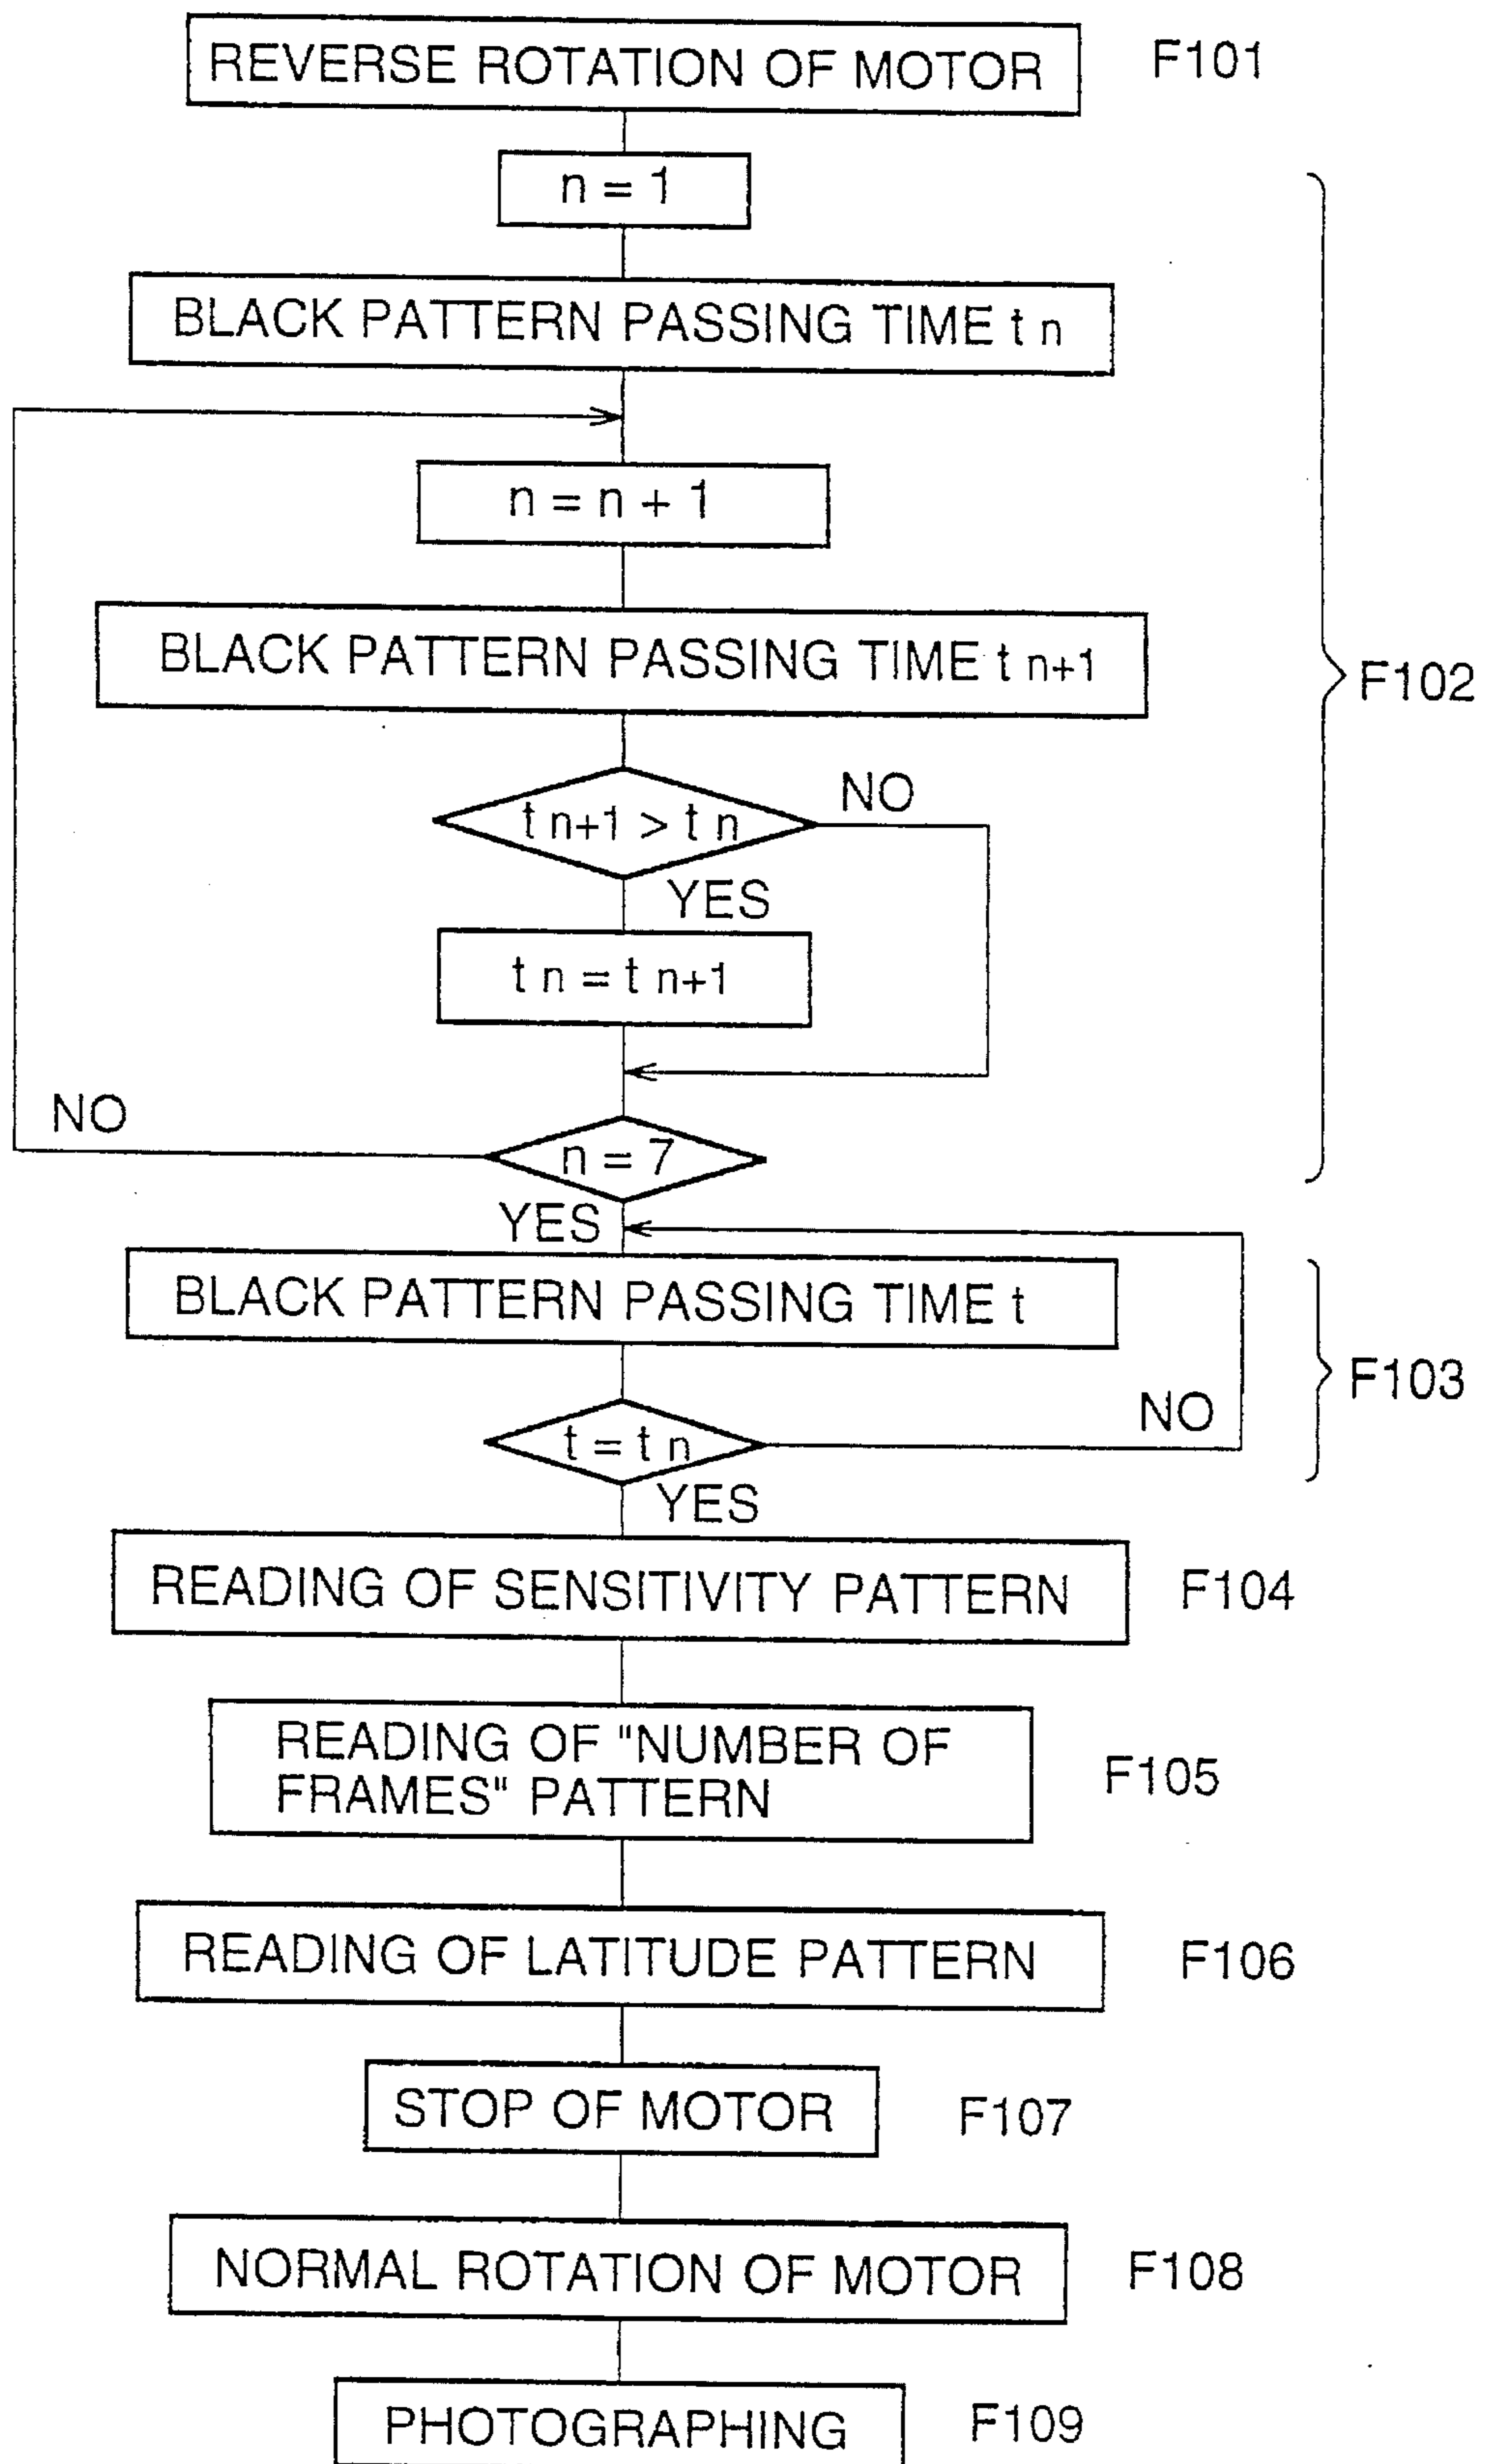 REVERSE ROTATION OF MOTOR F101
n = 1
BLACK PATTERN PASSING TIME t n
n = n + 1
BLACK PATTERN PASSING TIME t n+1
F102
t n+1 > t n
NO
YES
t n = t n+1
NO
n = 7
YES
BLACK PATTERN PASSING TIME t
F103
NO
t = t n
YES
READING OF SENSITIVITY PATTERN F104
READING OF "NUMBER OF
FRAMES" PATTERN
F105
READING OF LATITUDE PATTERN F106
STOP OF MOTOR F107
NORMAL ROTATION OF MOTOR F108
PHOTOGRAPHING F109